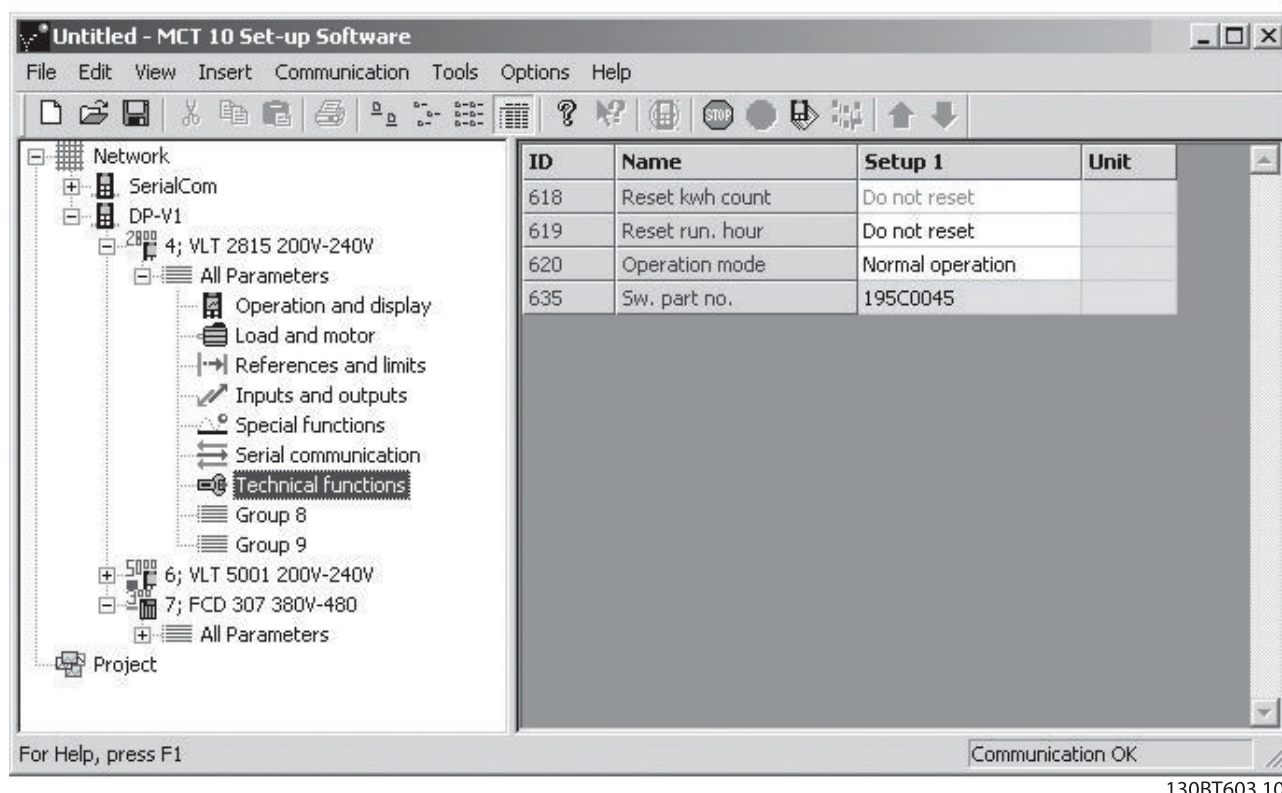 Untitled - MCT 10 Set-up Software
File Edit View Insert Communication Tools Options Help
STOP
Network
SerialCom
DP-V1
2800 4; VLT 2815 200V-240V
All Parameters
Operation and display
Load and motor
References and limits
Inputs and outputs
Special functions
Serial communication
Technical functions
Group 8
Group 9
5000 6; VLT 5001 200V-240V
300 7; FCD 307 380V-480
All Parameters
Project
ID Name Setup 1 Unit
618 Reset kwh count Do not reset
619 Reset run. hour Do not reset
620 Operation mode Normal operation
635 Sw. part no. 195C0045
For Help, press F1 Communication OK
130BT603.10